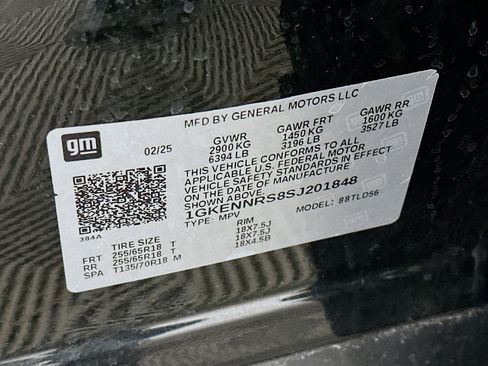 gm
MFD BY GENERAL MOTORS LLC
02/25 GVWR GAWR FRT GAWR RR
2900 KG 1450 KG 1600 KG
6394 LB 3196 LB 3527 LB
THIS VEHICLE CONFORMS TO ALL
APPLICABLE U.S. FEDERAL MOTOR
VEHICLE SAFETY STANDARDS IN EFFECT
ON THE DATE OF MANUFACTURE
SHOWN ABOVE.
1GKENNRS8SJ201848
TYPE: MPV MODEL: 88TLD56
384A
TIRE SIZE RIM
FRT 255/65R18 T 18X7.5J
RR 255/65R18 T 18X7.5J
SPA T135/70R18 M 18X4.5B